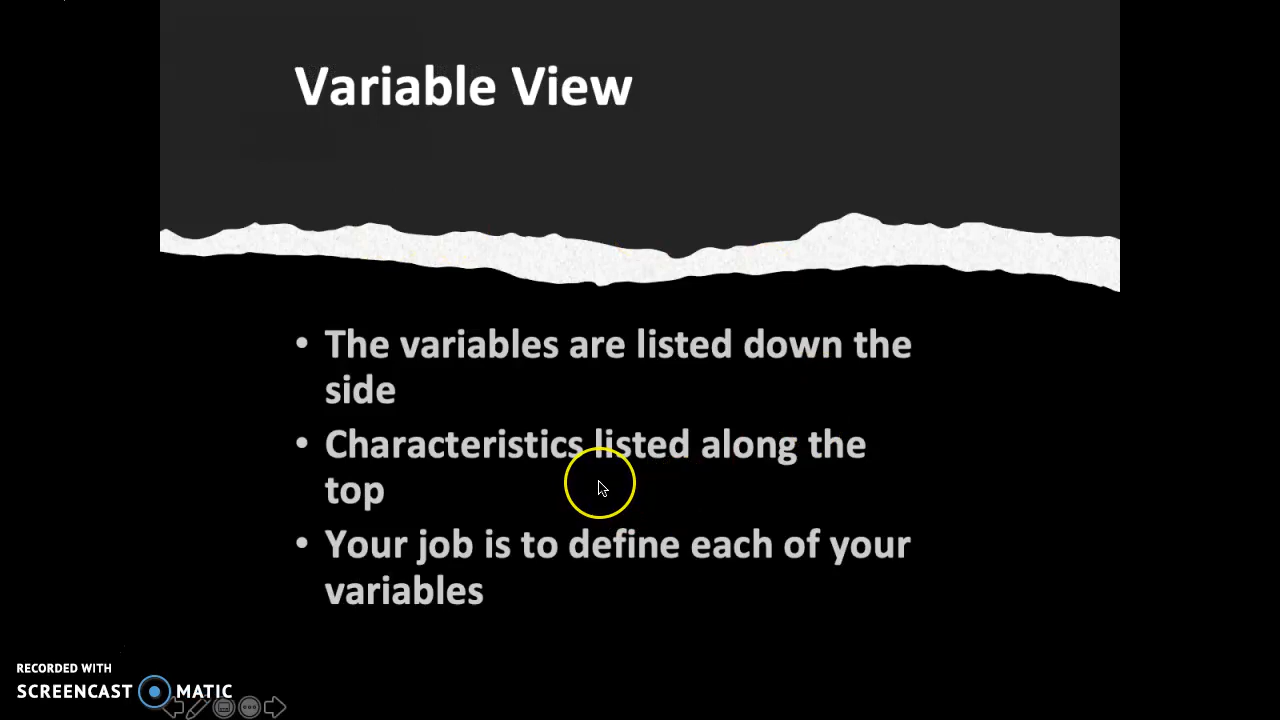 Variable View
• The variables are listed down the
side
• Characteristics listed along the
top
• Your job is to define each of your
variables
RECORDED WITH
SCREENCAST MATIC